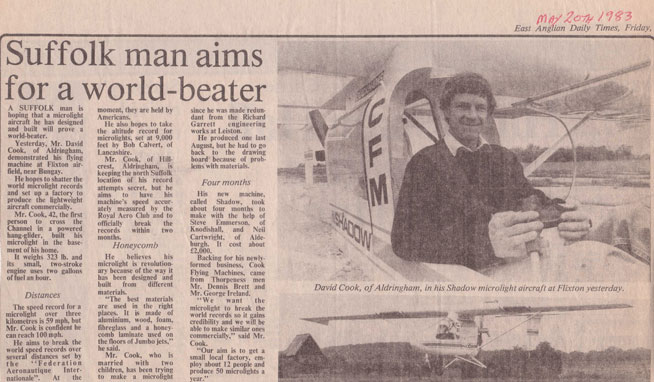 MAY 20TH 1983
East Anglian Daily Times, Friday,
Suffolk man aims
for a world-beater
A SUFFOLK man is
hoping that a microlight
aircraft he has designed
and built will prove a
world-beater.
Yesterday, Mr. David
Cook, of Aldringham,
demonstrated his flying
machine at Flixton air-
field, near Bungay.
He hopes to shatter the
world microlight records
and set up a factory to
produce the lightweight
aircraft commercially.
Mr. Cook, 42, the first
person to cross the
Channel in a powered
hang-glider, built his
microlight in the base-
ment of his home.
It weighs 323 lb. and
its small, two-stroke
engine uses two gallons
of fuel an hour.
Distances
The speed record for a
microlight over three
kilometres is 59 mph, but
Mr. Cook is confident he
can reach 100 mph.
He aims to break the
world speed records over
several distances set by
the "Federation
Aeronautique Inter-
nationale". At the
moment, they are held by
Americans.
He also hopes to take
the altitude record for
microlights, set at 9,000
feet by Bob Calvert, of
Lancashire.
Mr. Cook, of Hill-
crest, Aldringham, is
keeping the north Suffolk
location of his record
attempts secret, but he
aims to have his
machine's speed accur-
ately measured by the
Royal Aero Club and to
officially break the
records within two
months.
Honeycomb
He believes his
microlight is revolution-
ary because of the way it
has been designed and
built from different
materials.
"The best materials
are used in the right
places. It is made of
aluminium, wood, foam,
fibreglass and a honey-
comb laminate used on
the floors of Jumbo jets,"
he said.
Mr. Cook, who is
married with two
children, has been trying
to make a microlight
since he was made redun-
dant from the Richard
Garrett engineering
works at Leiston.
He produced one last
August, but he had to go
back to the drawing
board because of prob-
lems with materials.
Four months
His new machine,
called Shadow, took
about four months to
make with the help of
Steve Emmerson, of
Knodishall, and Neil
Cartwright, of Alde-
burgh. It cost about
£2,000.
Backing for his newly-
formed business, Cook
Flying Machines, came
from Thorpeness men
Mr. Dennis Brett and
Mr. George Ireland.
"We want the
microlight to break the
world records so it gains
credibility and we will be
able to make similar ones
commercially," said Mr.
Cook.
"Our aim is to get a
small local factory, em-
ploy about 12 people and
produce 50 microlights a
year."
CFM
SHADOW
David Cook, of Aldringham, in his Shadow microlight aircraft at Flixton yesterday.